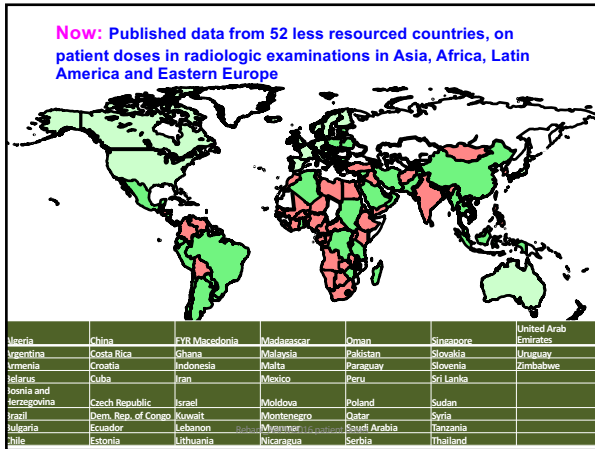 Now: Published data from 52 less resourced countries, on
patient doses in radiologic examinations in Asia, Africa, Latin
America and Eastern Europe
Algeria China FYR Macedonia Madagascar Oman Singapore United Arab Emirates
Argentina Costa Rica Ghana Malaysia Pakistan Slovakia Uruguay
Armenia Croatia Indonesia Malta Paraguay Slovenia Zimbabwe
Belarus Cuba Iran Mexico Peru Sri Lanka
Bosnia and Herzegovina Czech Republic Israel Moldova Poland Sudan
Brazil Dem. Rep. of Congo Kuwait Montenegro Qatar Syria
Bulgaria Ecuador Lebanon Myanmar Saudi Arabia Tanzania
Chile Estonia Lithuania Nicaragua Serbia Thailand